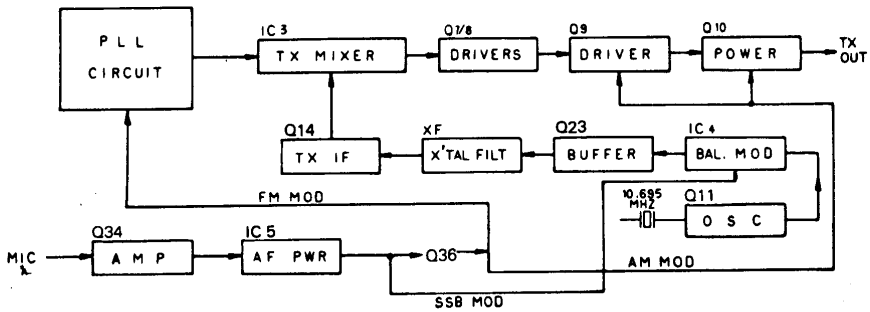 P L L
CIRCUIT
IC 3
TX MIXER
Q7/8
DRIVERS
Q9
DRIVER
Q10
POWER
TX
OUT
Q14
TX IF
XF
X'TAL FILT
Q23
BUFFER
IC 4
BAL. MOD
10.695
MHZ
Q11
O S C
FM MOD
MIC
Q34
A M P
IC 5
AF PWR
Q36
AM MOD
SSB MOD